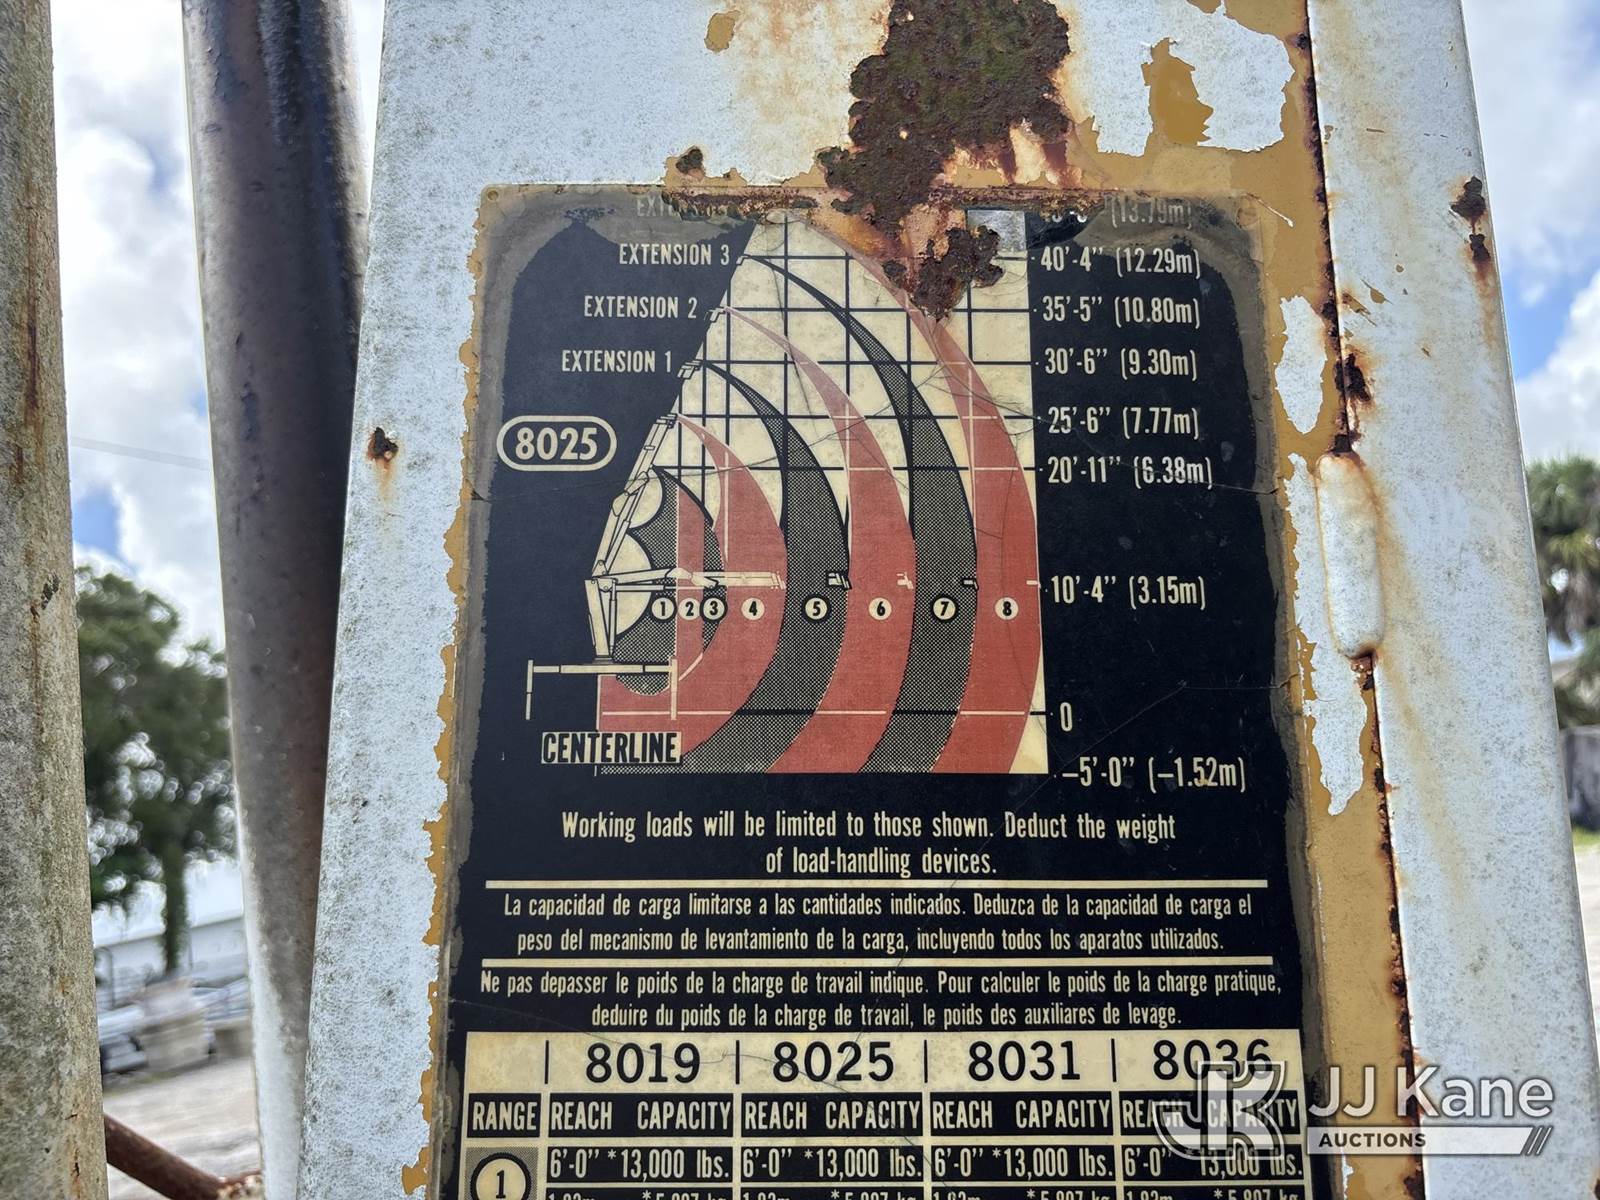 (13.79m)
EXTENSION 3
40'-4" (12.29m)
EXTENSION 2
35'-5" (10.80m)
EXTENSION 1
30'-6" (9.30m)
25'-6" (7.77m)
8025
20'-11" (6.38m)
10'-4" (3.15m)
1 2 3 4 5 6 7 8
0
CENTERLINE
–5'-0" (–1.52m)
Working loads will be limited to those shown. Deduct the weight
of load-handling devices.
La capacidad de carga limitarse a las cantidades indicados. Deduzca de la capacidad de carga el
peso del mecanismo de levantamiento de la carga, incluyendo todos los aparatos utilizados.
Ne pas depasser le poids de la charge de travail indique. Pour calculer le poids de la charge pratique,
deduire du poids de la charge de travail, le poids des auxiliares de levage.
8019 8025 8031 8036
RANGE REACH CAPACITY REACH CAPACITY REACH CAPACITY REACH CAPACITY
1 6'-0" *13,000 lbs. 6'-0" *13,000 lbs. 6'-0" *13,000 lbs. 6'-0" *13,000 lbs.
JK JJ Kane
AUCTIONS